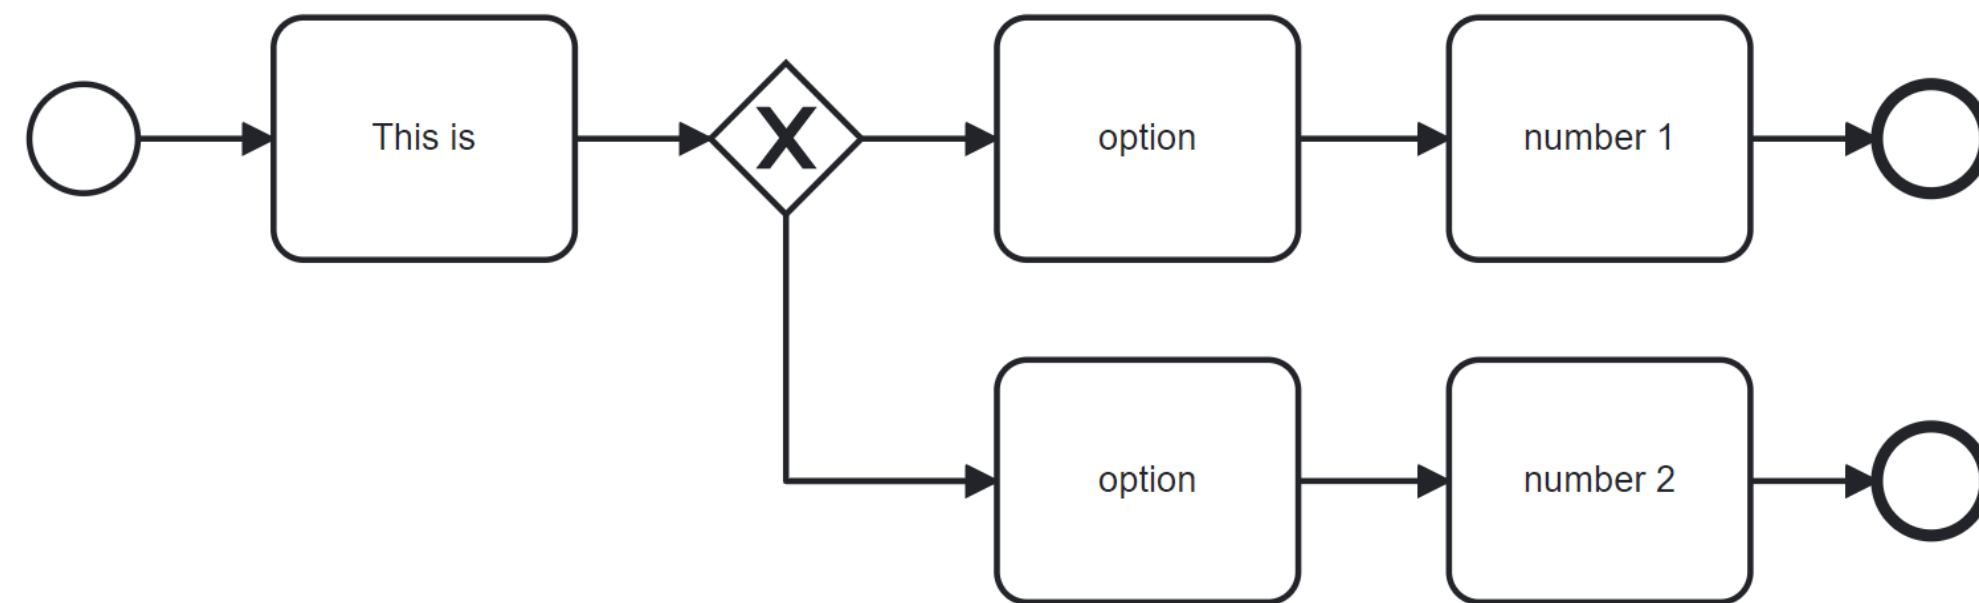 This is
X
option
number 1
option
number 2